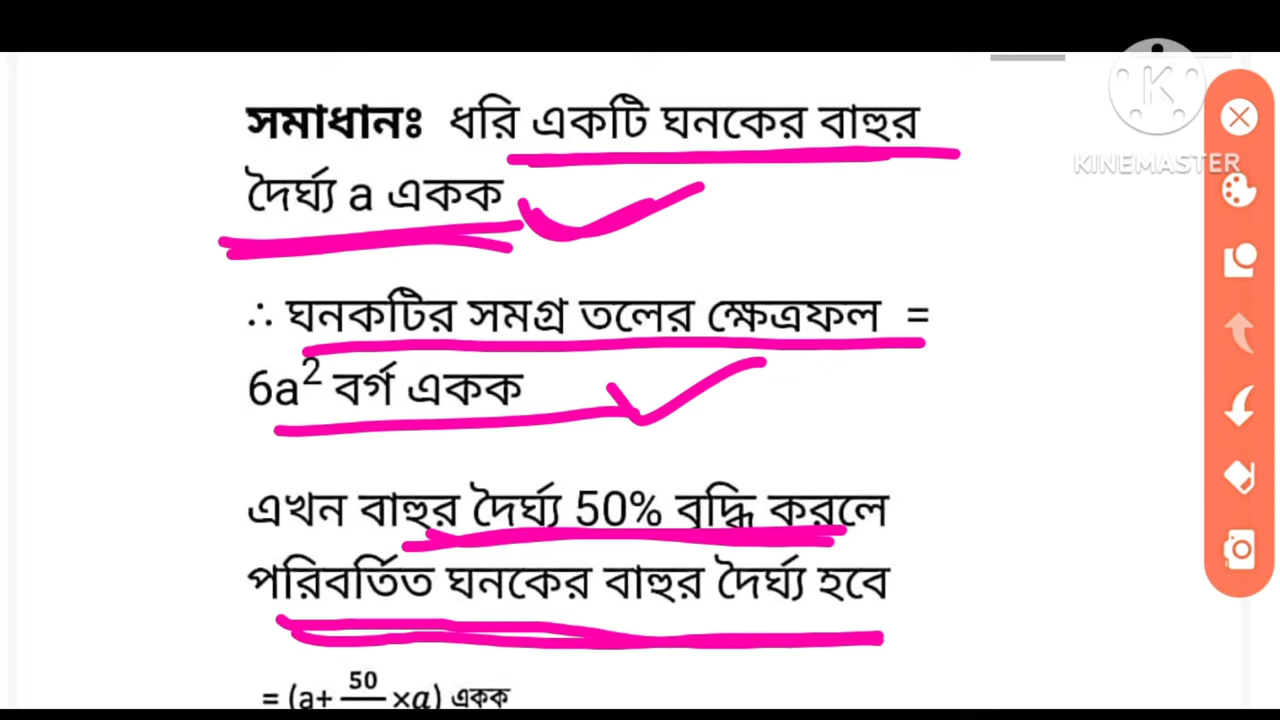 সমাধানঃ ধরি একটি ঘনকের বাহুর
দৈর্ঘ্য a একক
∴ ঘনকটির সমগ্র তলের ক্ষেত্রফল =
6a² বর্গ একক
এখন বাহুর দৈর্ঘ্য 50% বৃদ্ধি করলে
পরিবর্তিত ঘনকের বাহুর দৈর্ঘ্য হবে
= (a+ 50 ×a) একক
K
KINEMASTER